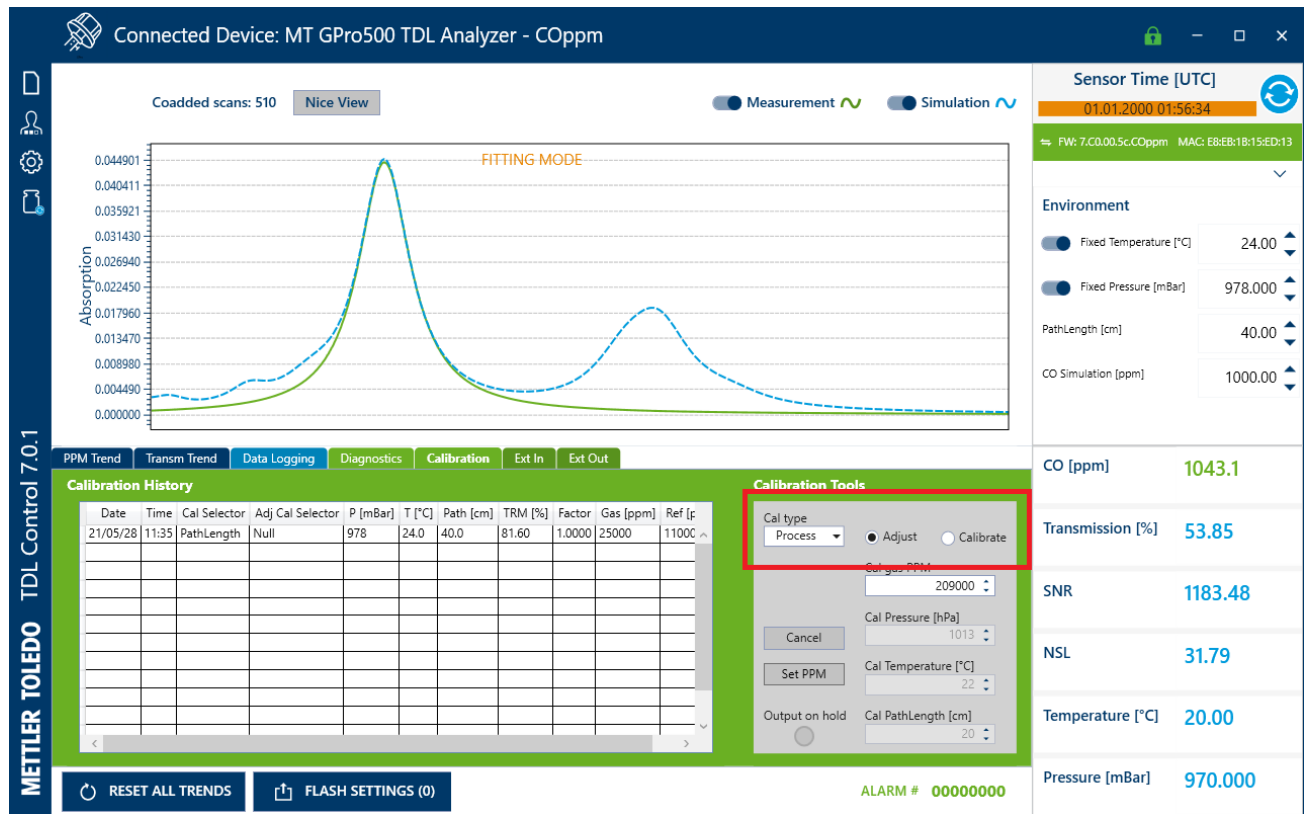 Connected Device: MT GPro500 TDL Analyzer - COppm
Coadded scans: 510
Nice View
Measurement
Simulation
FITTING MODE
Absorption
0.044901
0.040411
0.035921
0.031430
0.026940
0.022450
0.017960
0.013470
0.008980
0.004490
0.000000
Sensor Time [UTC]
01.01.2000 01:56:34
FW: 7.C0.00.5c.COppm MAC: E8:EB:1B:15:ED:13
Environment
Fixed Temperature [°C] 24.00
Fixed Pressure [mBar] 978.000
PathLength [cm] 40.00
CO Simulation [ppm] 1000.00
PPM Trend Transm Trend Data Logging Diagnostics Calibration Ext In Ext Out
Calibration History
Date Time Cal Selector Adj Cal Selector P [mBar] T [°C] Path [cm] TRM [%] Factor Gas [ppm] Ref [p
21/05/28 11:35 PathLength Null 978 24.0 40.0 81.60 1.0000 25000 11000
Calibration Tools
Cal type
Process Adjust Calibrate
Cal gas PPM
209000
Cal Pressure [hPa]
Cancel 1013
Cal Temperature [°C]
Set PPM 22
Output on hold Cal PathLength [cm]
20
CO [ppm] 1043.1
Transmission [%] 53.85
SNR 1183.48
NSL 31.79
Temperature [°C] 20.00
Pressure [mBar] 970.000
METTLER TOLEDO TDL Control 7.0.1
RESET ALL TRENDS
FLASH SETTINGS (0)
ALARM # 00000000